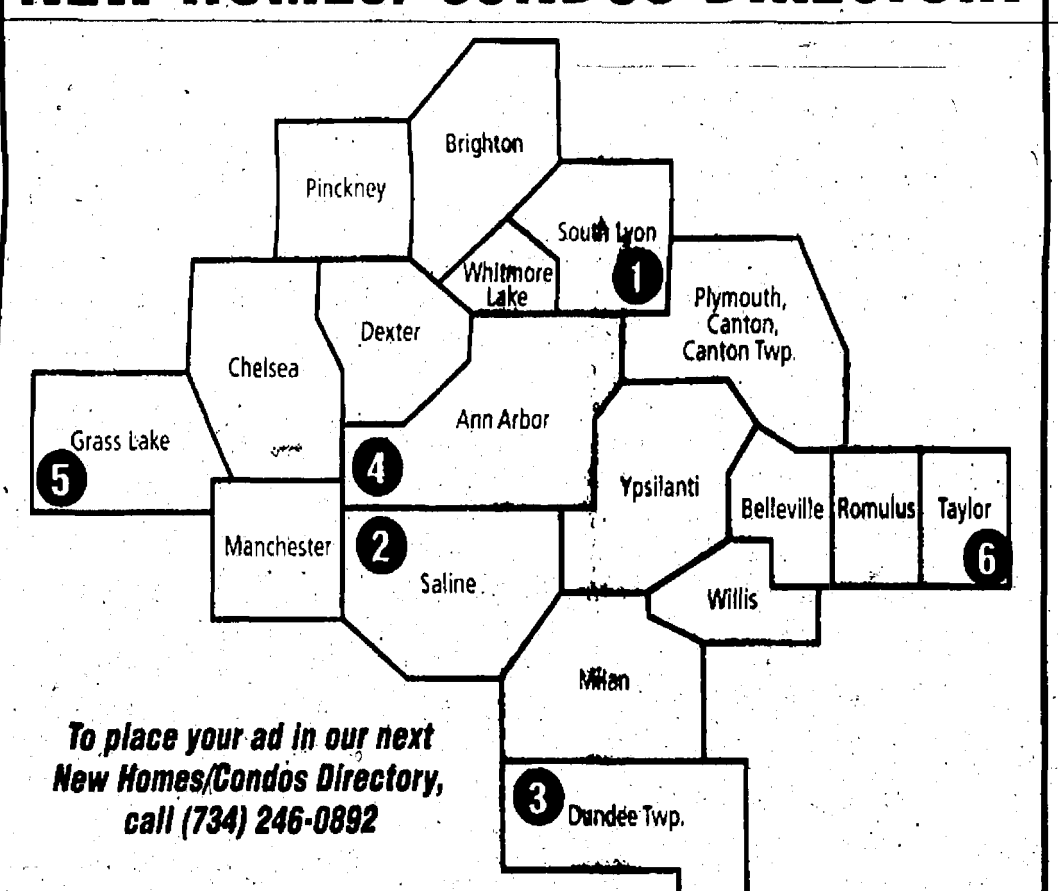 NEW HOMES/CONDOS DIRECTORY
Brighton
Pinckney
South Lyon
1
Whitmore
Lake
Plymouth,
Canton,
Canton Twp.
Dexter
Chelsea
Ann Arbor
Grass Lake
5
4
Ypsilanti
Belleville
Romulus
Taylor
6
Manchester
2
Saline
Willis
Milan
To place your ad in our next
New Homes/Condos Directory,
call (734) 246-0892
3
Dundee Twp.